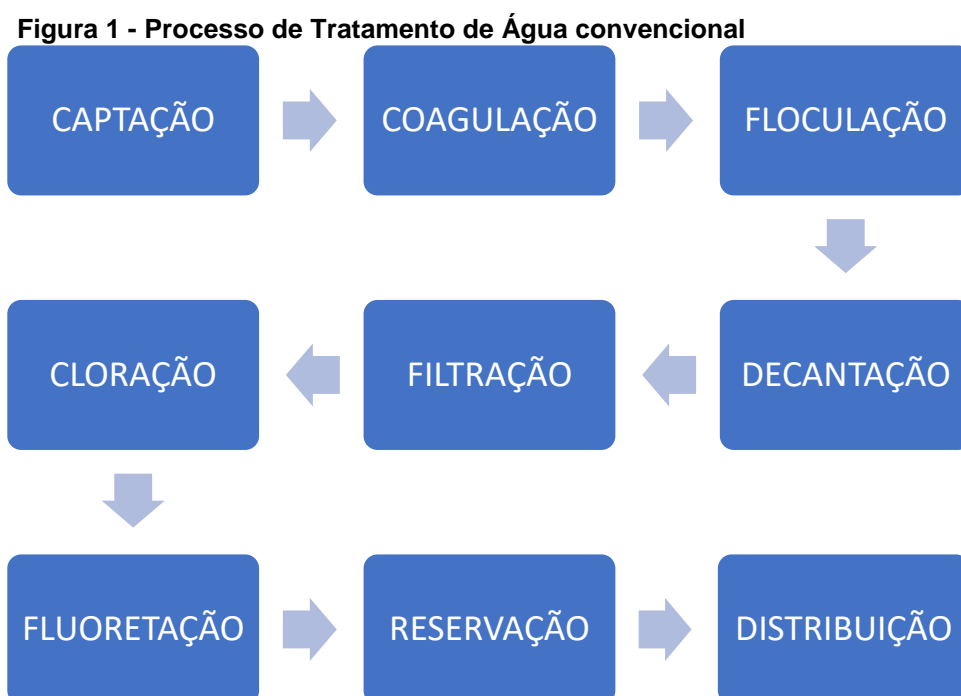 Figura 1 - Processo de Tratamento de Água convencional
CAPTAÇÃO
COAGULAÇÃO
FLOCULAÇÃO
DECANTAÇÃO
FILTRAÇÃO
CLORAÇÃO
FLUORETAÇÃO
RESERVAÇÃO
DISTRIBUIÇÃO